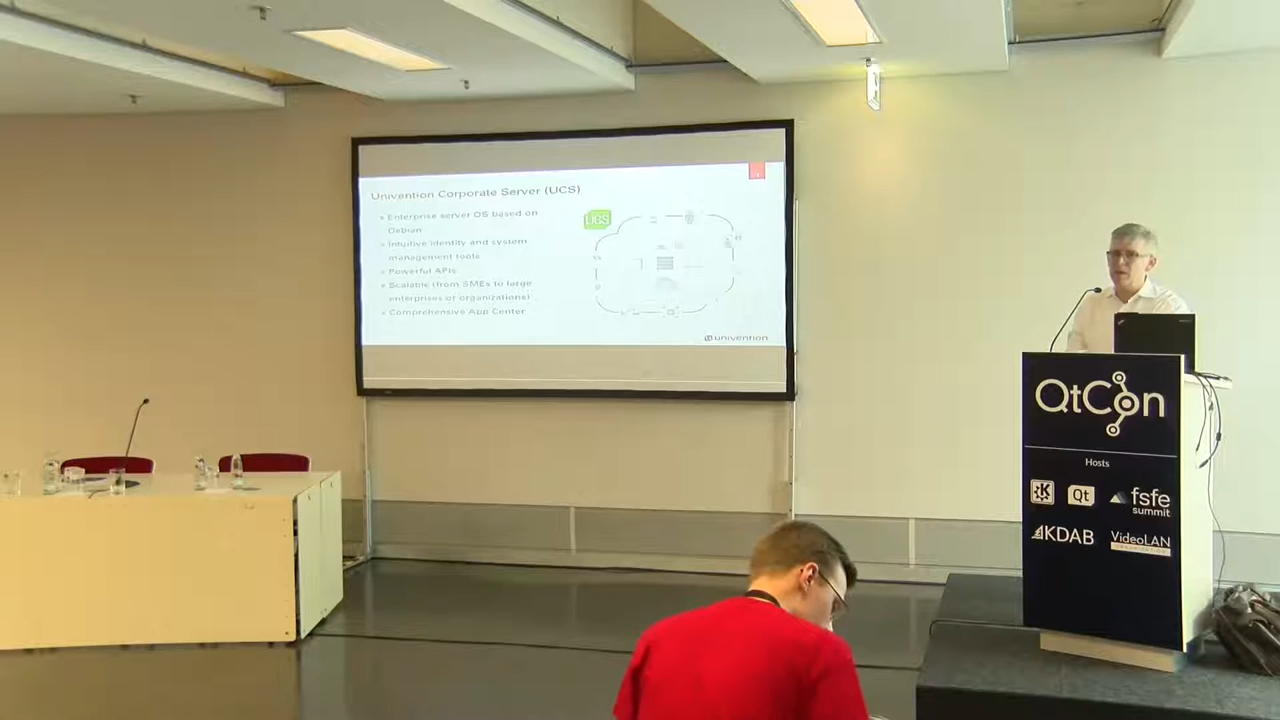 Univention Corporate Server (UCS)
» Enterprise server OS based on
Debian
» Intuitive identity and system
management tools
» Powerful APIs
» Scalable (from SMEs to large
enterprises or organizations)
» Comprehensive App Center
UCS
univention
QtCon
Hosts
K
Qt
fsfe
summit
KDAB
VideoLAN
ORGANIZATION